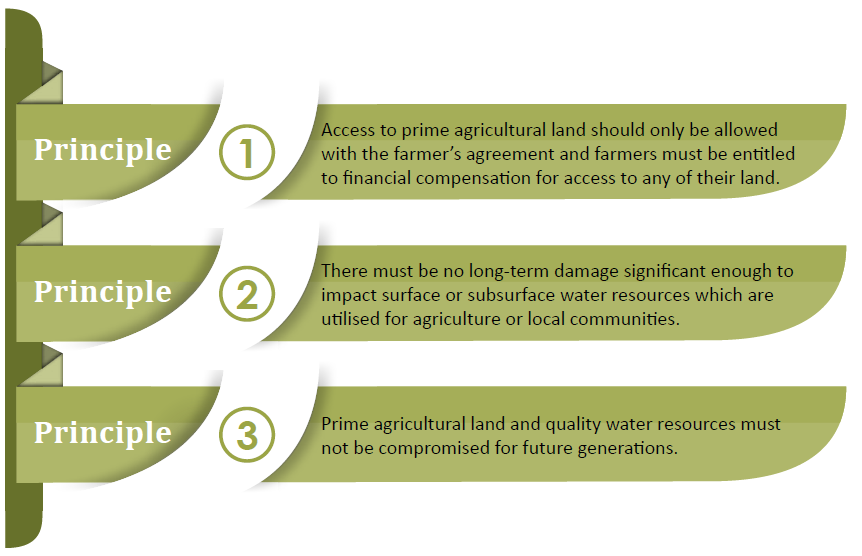 Principle
1
Access to prime agricultural land should only be allowed
with the farmer’s agreement and farmers must be entitled
to financial compensation for access to any of their land.
Principle
2
There must be no long-term damage significant enough to
impact surface or subsurface water resources which are
utilised for agriculture or local communities.
Principle
3
Prime agricultural land and quality water resources must
not be compromised for future generations.